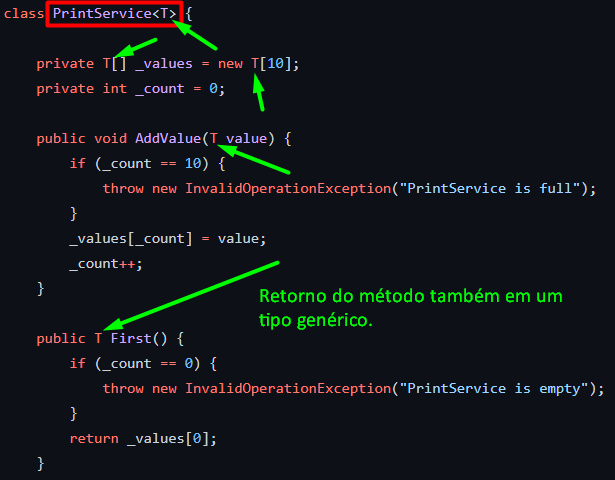 class PrintService<T> {
private T[] _values = new T[10];
private int _count = 0;
public void AddValue(T value) {
if (_count == 10) {
throw new InvalidOperationException("PrintService is full");
}
_values[_count] = value;
_count++;
}
Retorno do método também em um
tipo genérico.
public T First() {
if (_count == 0) {
throw new InvalidOperationException("PrintService is empty");
}
return _values[0];
}